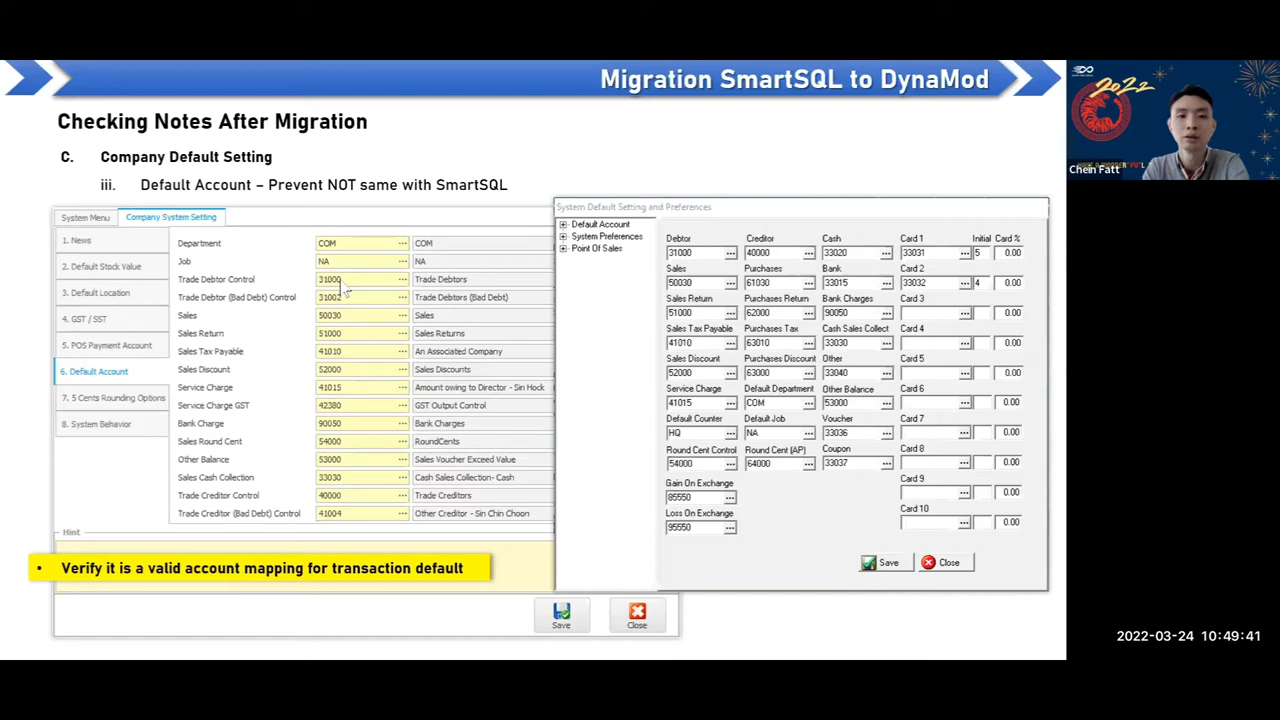 Migration SmartSQL to DynaMod
2022
Chein Fatt
Checking Notes After Migration
C. Company Default Setting
iii. Default Account – Prevent NOT same with SmartSQL
System Menu Company System Setting
1. News
2. Default Stock Value
3. Default Location
4. GST / SST
5. POS Payment Account
6. Default Account
7. 5 Cents Rounding Options
8. System Behavior
Department COM ... COM
Job NA ... NA
Trade Debtor Control 31000 ... Trade Debtors
Trade Debtor (Bad Debt) Control 31002 ... Trade Debtors (Bad Debt)
Sales 50030 ... Sales
Sales Return 51000 ... Sales Returns
Sales Tax Payable 41010 ... An Associated Company
Sales Discount 52000 ... Sales Discounts
Service Charge 41015 ... Amount owing to Director - Sin Hock
Service Charge GST 42380 ... GST Output Control
Bank Charge 90050 ... Bank Charges
Sales Round Cent 54000 ... RoundCents
Other Balance 53000 ... Sales Voucher Exceed Value
Sales Cash Collection 33030 ... Cash Sales Collection- Cash
Trade Creditor Control 40000 ... Trade Creditors
Trade Creditor (Bad Debt) Control 41004 ... Other Creditor - Sin Chin Choon
Hint
• Verify it is a valid account mapping for transaction default
Save Close
System Default Setting and Preferences
Default Account
System Preferences
Point Of Sales
Debtor Creditor Cash Card 1 Initial Card %
31000 ... 40000 ... 33020 ... 33031 ... 5 0.00
Sales Purchases Bank Card 2
50030 ... 61030 ... 33015 ... 33032 ... 4 0.00
Sales Return Purchases Return Bank Charges Card 3
51000 ... 62000 ... 90050 ... ... 0.00
Sales Tax Payable Purchases Tax Cash Sales Collect Card 4
41010 ... 63010 ... 33030 ... ... 0.00
Sales Discount Purchases Discount Other Card 5
52000 ... 63000 ... 33040 ... ... 0.00
Service Charge Default Department Other Balance Card 6
41015 ... COM ... 53000 ... ... 0.00
Default Counter Default Job Voucher Card 7
HQ ... NA ... 33036 ... ... 0.00
Round Cent Control Round Cent (AP) Coupon Card 8
54000 ... 64000 ... 33037 ... ... 0.00
Gain On Exchange Card 9
85550 ... ... 0.00
Loss On Exchange Card 10
95550 ... ... 0.00
Save Close
2022-03-24 10:49:41